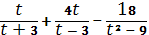 t/(t + 3) + 4t/(t − 3) − 18/(t² − 9)